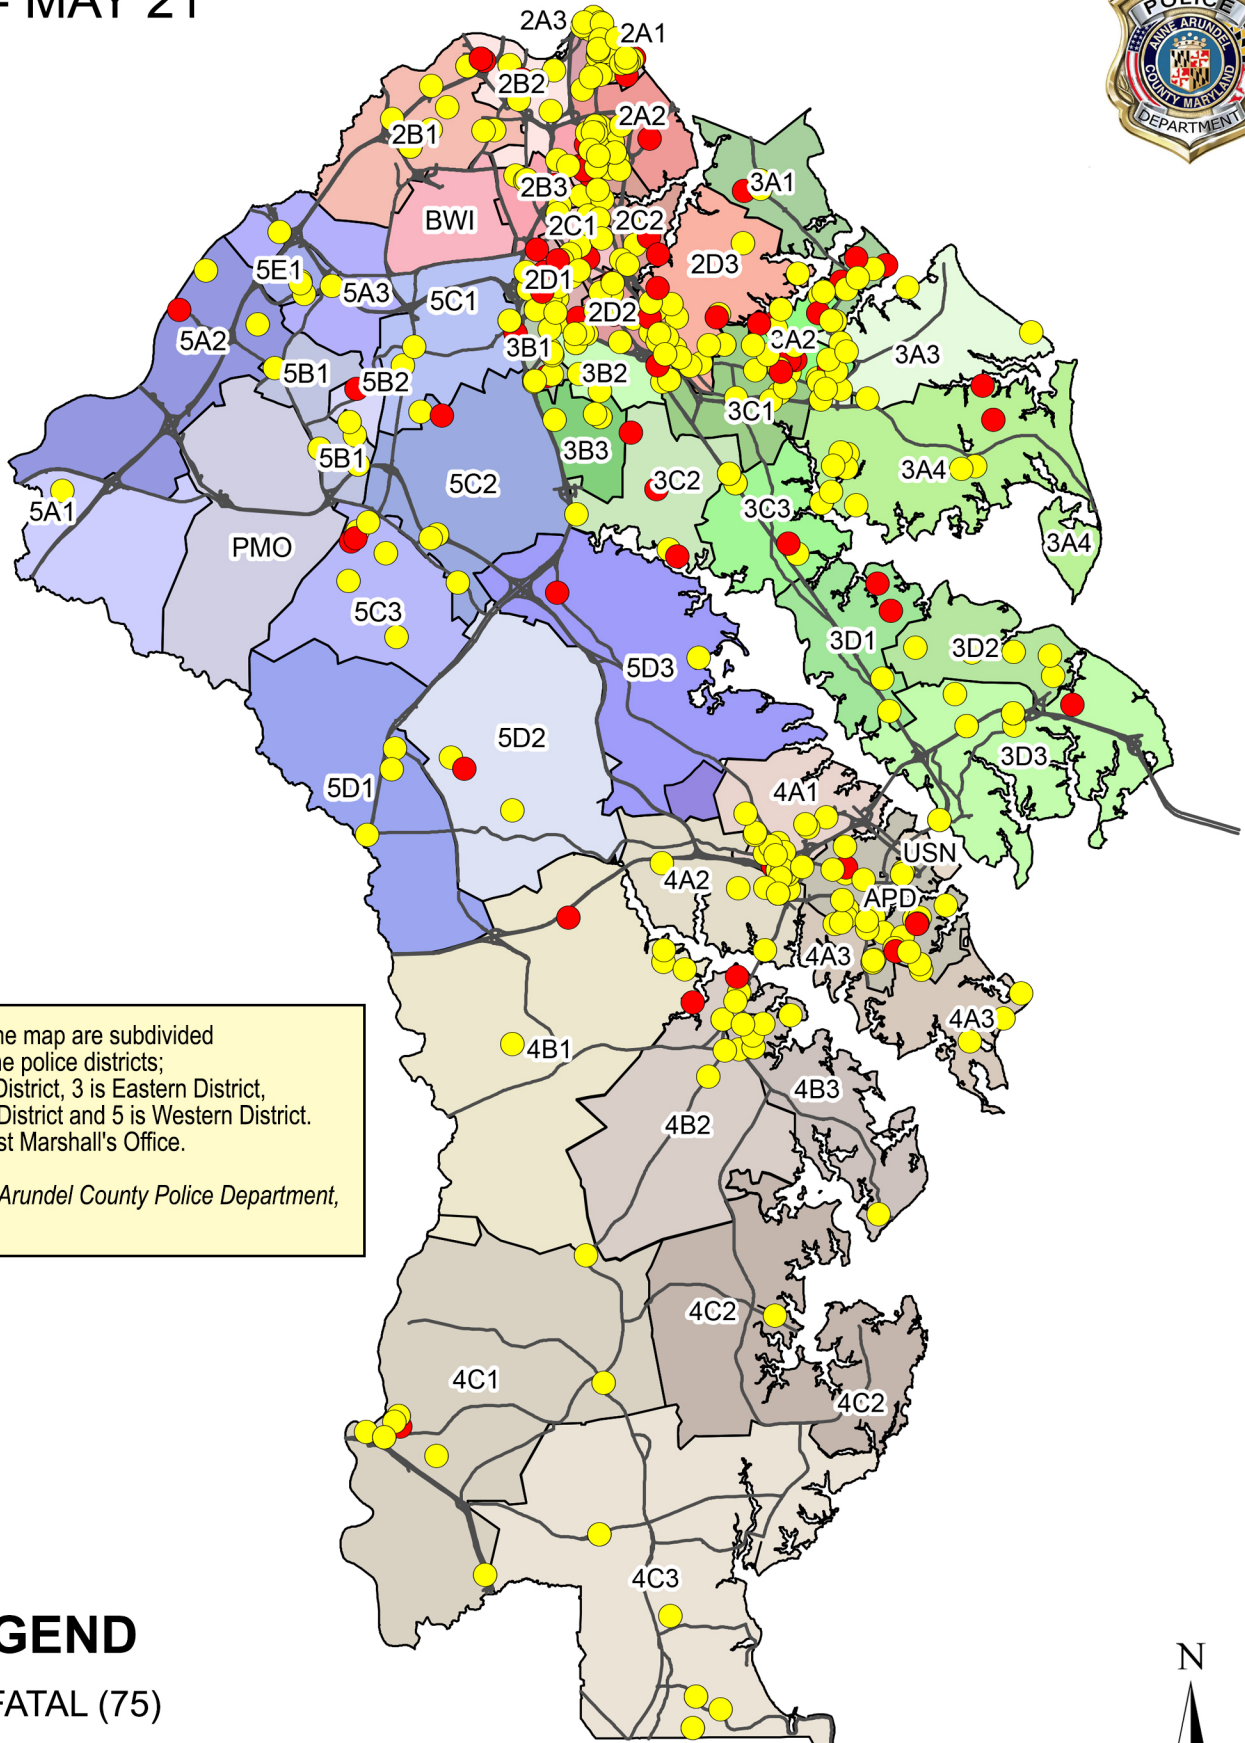 - MAY 21
POLICE
ANNE ARUNDEL
COUNTY MARYLAND
DEPARTMENT
2A3
2A1
2B2
2A2
2B1
3A1
2B3
BWI
2C1
2C2
2D3
5E1
2D1
5A3
5C1
2D2
5A2
3B1
3A2
3A3
5B1
5B2
3B2
3C1
3B3
5B1
3A4
5C2
3C2
5A1
3C3
PMO
3A4
5C3
3D1
3D2
5D3
5D2
3D3
5D1
4A1
USN
4A2
APD
4A3
4A3
4B1
4B3
4B2
4C2
4C1
4C2
4C3
he map are subdivided
he police districts;
District, 3 is Eastern District,
District and 5 is Western District.
st Marshall's Office.
Arundel County Police Department,
GEND
FATAL (75)
N